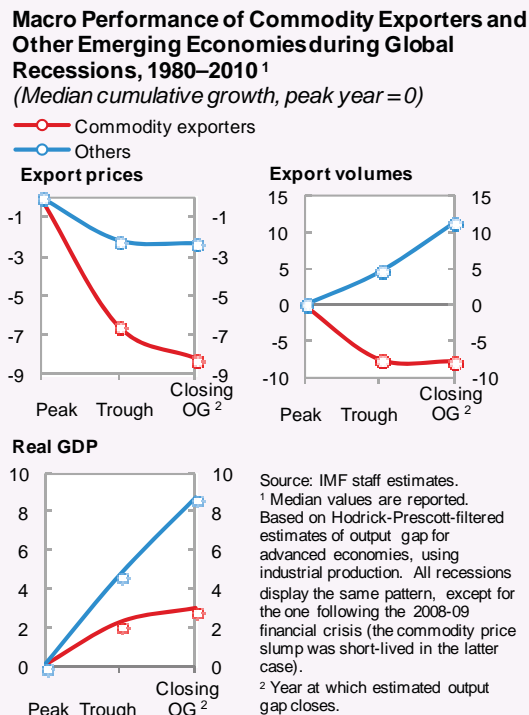 Macro Performance of Commodity Exporters and
Other Emerging Economies during Global
Recessions, 1980–2010 ¹
(Median cumulative growth, peak year = 0)
Commodity exporters
Others
Export prices
-1
-3
-5
-7
-9
-1
-3
-5
-7
-9
Peak Trough Closing
OG ²
Export volumes
15
10
5
0
-5
-10
15
10
5
0
-5
-10
Peak Trough Closing
OG ²
Real GDP
10
8
6
4
2
0
10
8
6
4
2
0
Peak Trough Closing
OG ²
Source: IMF staff estimates.
¹ Median values are reported.
Based on Hodrick-Prescott-filtered
estimates of output gap for
advanced economies, using
industrial production. All recessions
display the same pattern, except for
the one following the 2008-09
financial crisis (the commodity price
slump was short-lived in the latter
case).
² Year at which estimated output
gap closes.